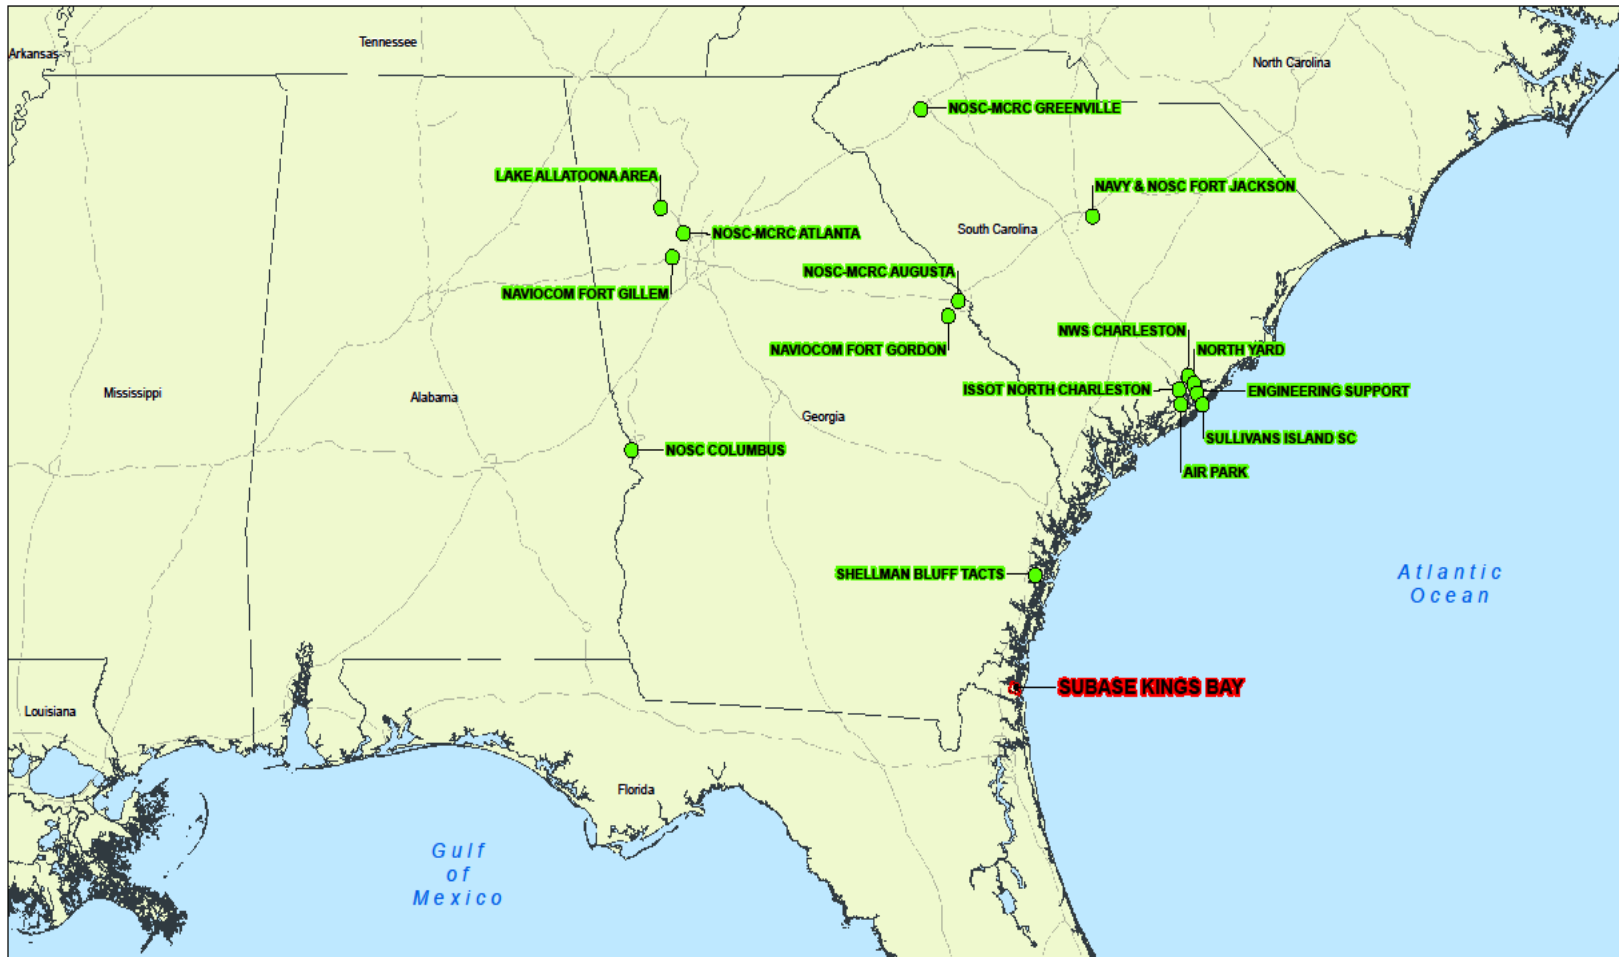 Tennessee
Arkansas
North Carolina
NOSC-MCRC GREENVILLE
LAKE ALLATOONA AREA
NAVY & NOSC FORT JACKSON
South Carolina
NOSC-MCRC ATLANTA
NOSC-MCRC AUGUSTA
NAVIOCOM FORT GILLEM
NWS CHARLESTON
NAVIOCOM FORT GORDON
NORTH YARD
ISSOT NORTH CHARLESTON
ENGINEERING SUPPORT
Mississippi
Alabama
Georgia
SULLIVANS ISLAND SC
NOSC COLUMBUS
AIR PARK
SHELLMAN BLUFF TACTS
Atlantic
Ocean
SUBASE KINGS BAY
Louisiana
Florida
Gulf
of
Mexico